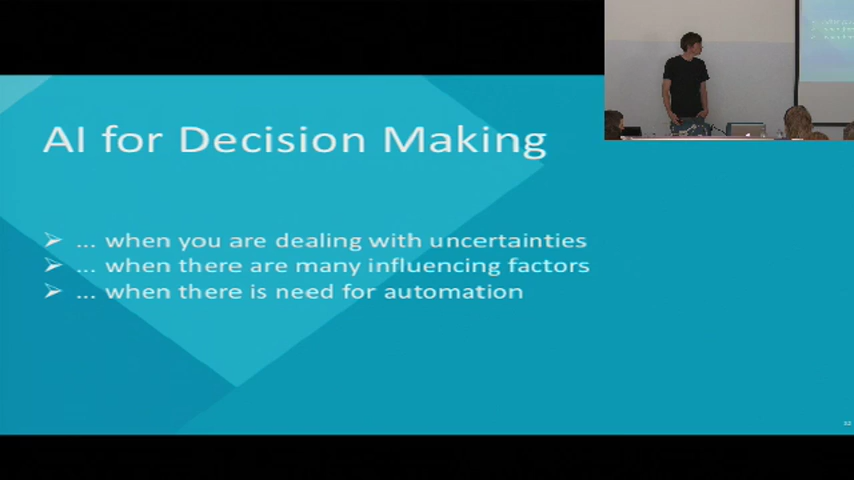 AI for Decision Making
➢ ... when you are dealing with uncertainties
➢ ... when there are many influencing factors
➢ ... when there is need for automation
32